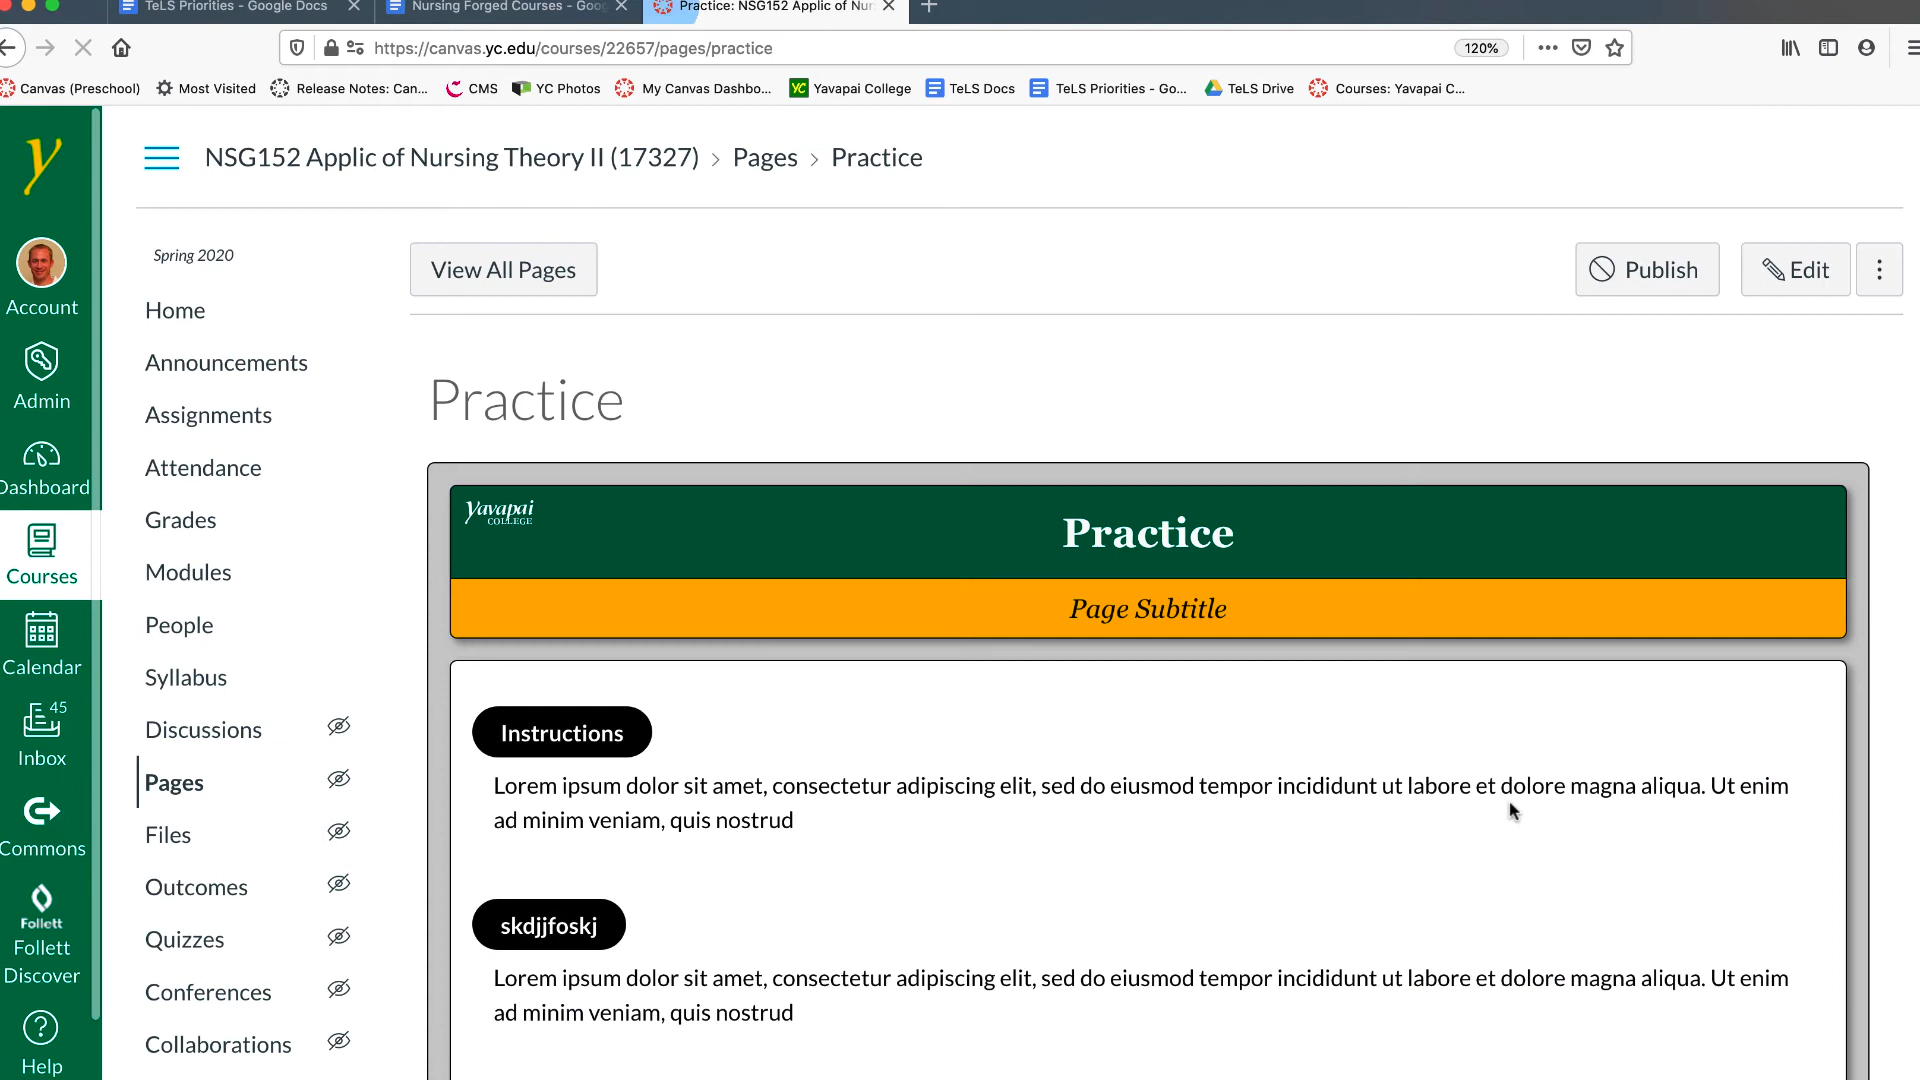 TeLS Priorities - Google Docs
Nursing Forged Courses - Goog
Practice: NSG152 Applic of Nur
https://canvas.yc.edu/courses/22657/pages/practice
120%
Canvas (Preschool)
Most Visited
Release Notes: Can...
CMS
YC Photos
My Canvas Dashbo...
YC
Yavapai College
TeLS Docs
TeLS Priorities - Go...
TeLS Drive
Courses: Yavapai C...
y
Account
Admin
Dashboard
Courses
Calendar
45
Inbox
Commons
Follett
Follett
Discover
Help
NSG152 Applic of Nursing Theory II (17327) > Pages > Practice
Spring 2020
Home
Announcements
Assignments
Attendance
Grades
Modules
People
Syllabus
Discussions
Pages
Files
Outcomes
Quizzes
Conferences
Collaborations
View All Pages
Publish
Edit
Practice
Yavapai
COLLEGE
Practice
Page Subtitle
Instructions
Lorem ipsum dolor sit amet, consectetur adipiscing elit, sed do eiusmod tempor incididunt ut labore et dolore magna aliqua. Ut enim
ad minim veniam, quis nostrud
skdjjfoskj
Lorem ipsum dolor sit amet, consectetur adipiscing elit, sed do eiusmod tempor incididunt ut labore et dolore magna aliqua. Ut enim
ad minim veniam, quis nostrud